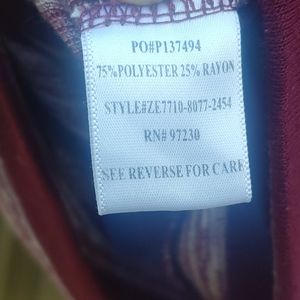 PO#P137494
75%POLYESTER 25% RAYON
STYLE#ZE7710-8077-2454
RN# 97230
SEE REVERSE FOR CARE